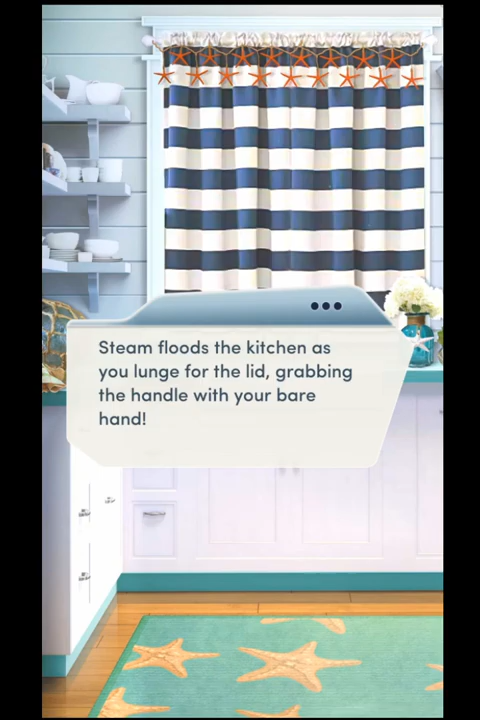 Steam floods the kitchen as
you lunge for the lid, grabbing
the handle with your bare
hand!